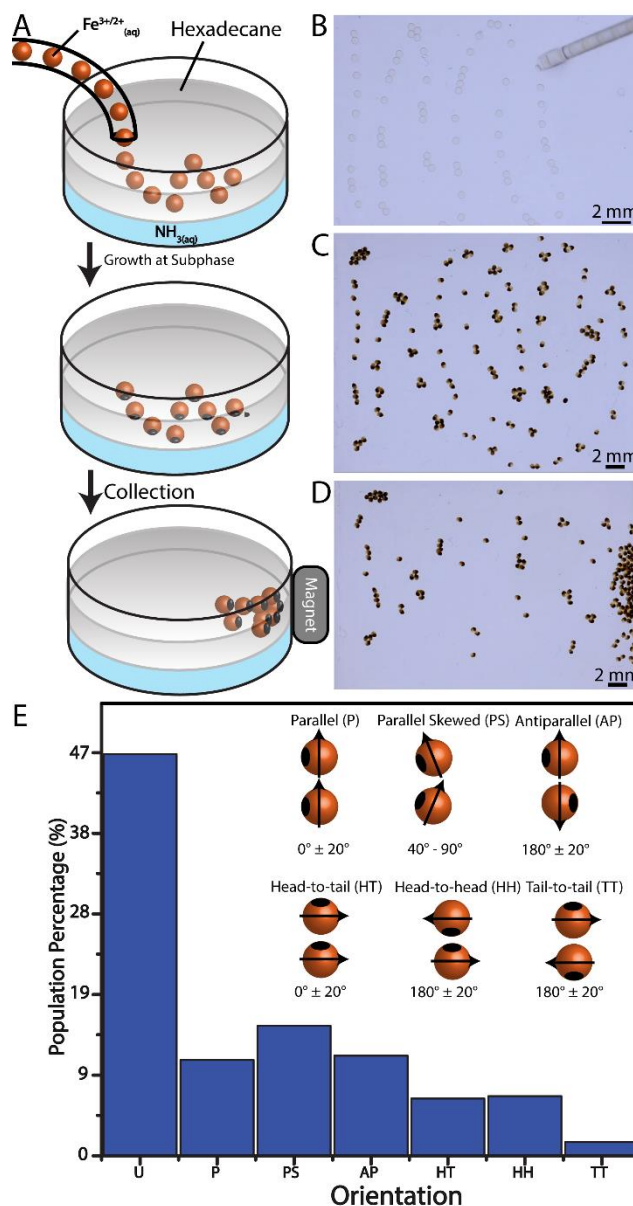 A
Fe3+/2+(aq)
Hexadecane
NH3(aq)
Growth at Subphase
Collection
Magnet
B
2 mm
C
2 mm
D
2 mm
E
Parallel (P)
Parallel Skewed (PS)
Antiparallel (AP)
0° ± 20°
40° - 90°
180° ± 20°
Head-to-tail (HT)
Head-to-head (HH)
Tail-to-tail (TT)
0° ± 20°
180° ± 20°
180° ± 20°
Population Percentage (%)
47
38
28
19
9
0
U
P
PS
AP
HT
HH
TT
Orientation